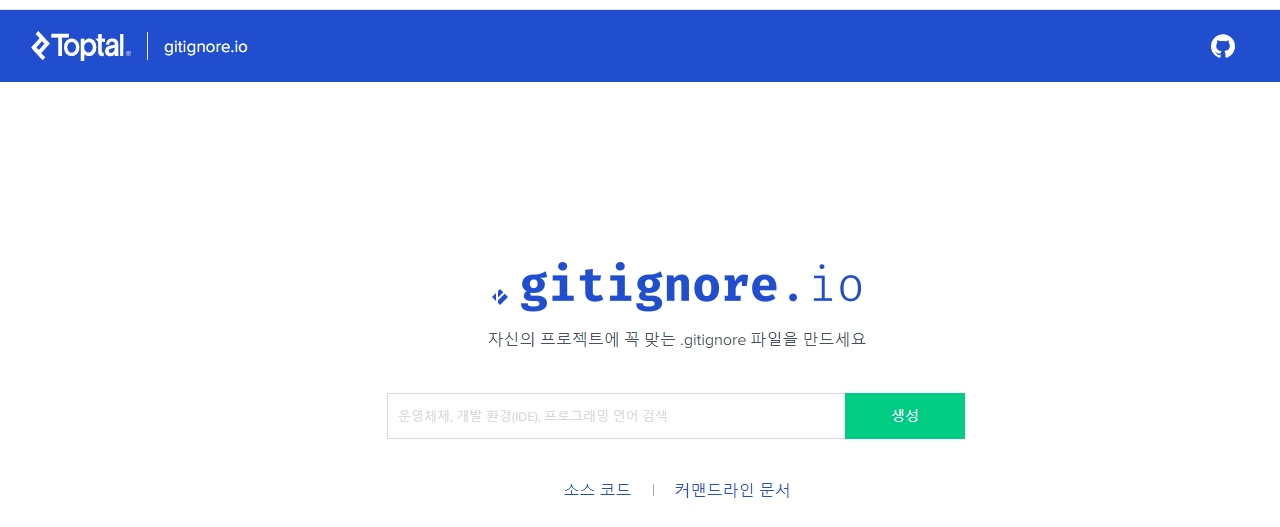 Toptal® gitignore.io
.gitignore.io
자신의 프로젝트에 꼭 맞는 .gitignore 파일을 만드세요
운영체제, 개발 환경(IDE), 프로그래밍 언어 검색 생성
소스 코드 커맨드라인 문서